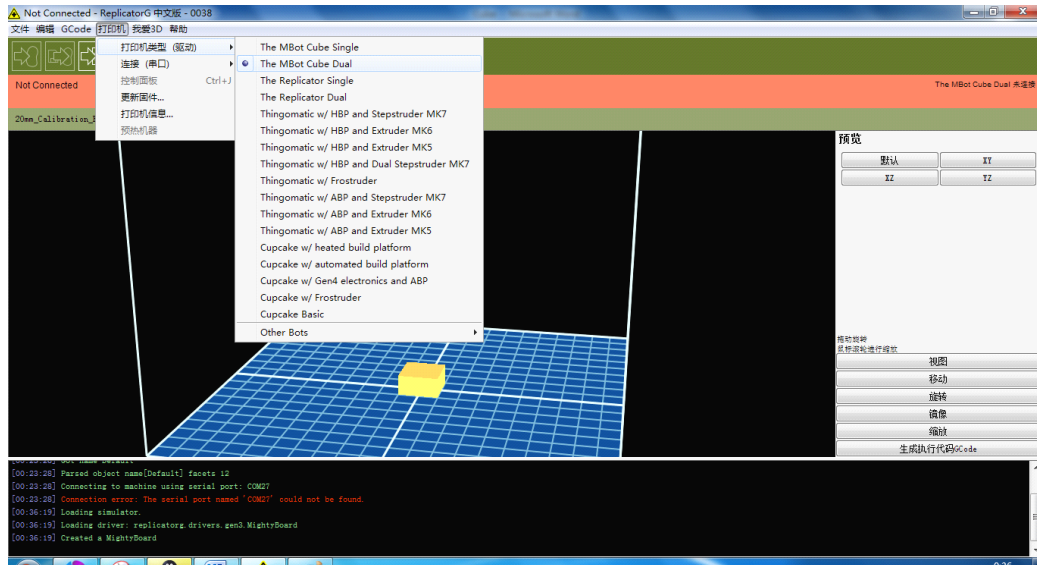 Not Connected - ReplicatorG 中文版 - 0038
文件 编辑 GCode 打印机 我爱3D 帮助
打印机类型 (驱动)
连接 (串口)
控制面板 Ctrl+J
更新固件...
打印机信息...
预热机器
The MBot Cube Single
The MBot Cube Dual
The Replicator Single
The Replicator Dual
Thingomatic w/ HBP and Stepstruder MK7
Thingomatic w/ HBP and Extruder MK6
Thingomatic w/ HBP and Extruder MK5
Thingomatic w/ HBP and Dual Stepstruder MK7
Thingomatic w/ Frostruder
Thingomatic w/ ABP and Stepstruder MK7
Thingomatic w/ ABP and Extruder MK6
Thingomatic w/ ABP and Extruder MK5
Cupcake w/ heated build platform
Cupcake w/ automated build platform
Cupcake w/ Gen4 electronics and ABP
Cupcake w/ Frostruder
Cupcake Basic
Other Bots
Not Connected
The MBot Cube Dual 未连接
20mm_Calibration_
预览
默认 XY
XZ YZ
拖动旋转
鼠标滚轮进行缩放
视图
移动
旋转
镜像
缩放
生成执行代码GCode
[00:23:28] Parsed object name[Default] facets 12
[00:23:28] Connecting to machine using serial port: COM27
[00:23:28] Connection error: The serial port named 'COM27' could not be found.
[00:36:19] Loading simulator.
[00:36:19] Loading driver: replicatorg.drivers.gen3.MightyBoard
[00:36:19] Created a MightyBoard